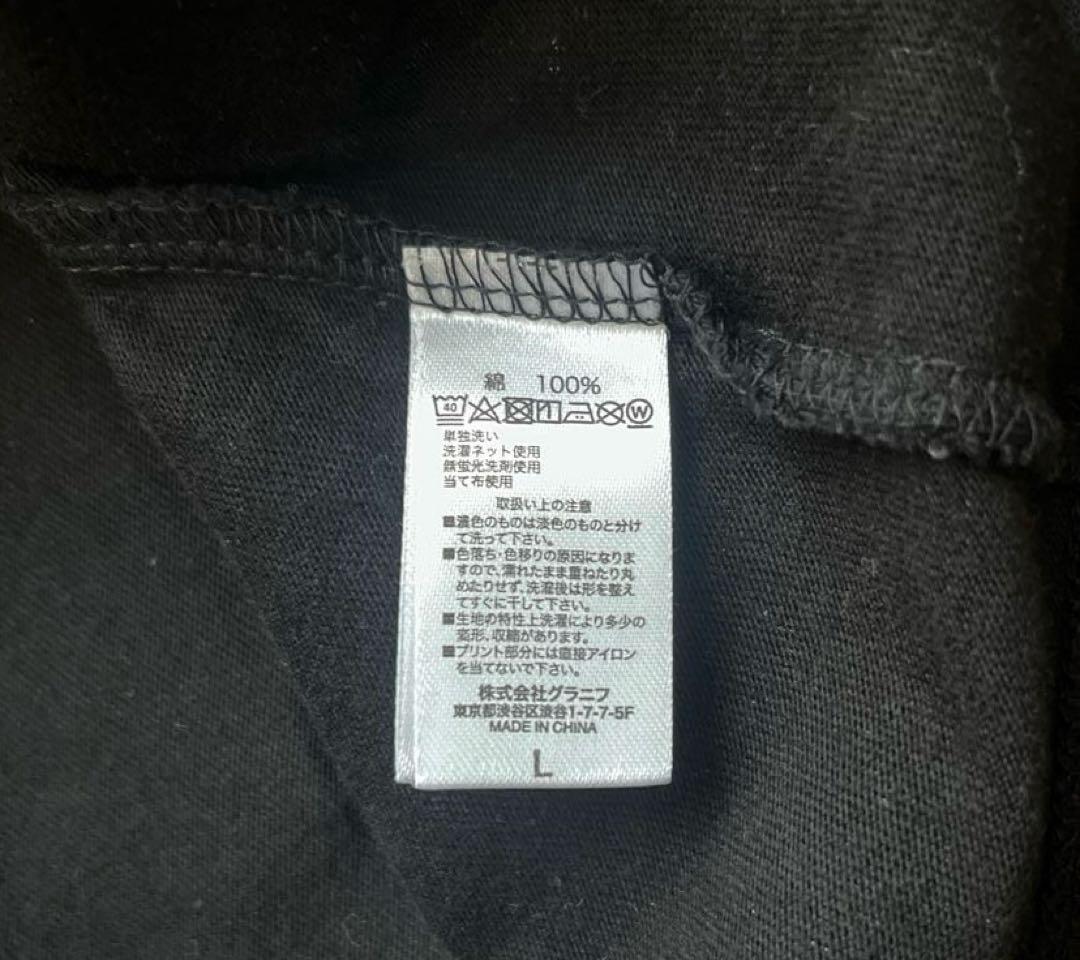 綿 100%
40 W
単独洗い
洗濯ネット使用
無蛍光洗剤使用
当て布使用
取扱い上の注意
■濃色のものは淡色のものと分け
て洗って下さい。
■色落ち・色移りの原因になりま
すので、濡れたまま重ねたり丸
めたりせず、洗濯後は形を整え
てすぐに干して下さい。
■生地の特性上洗濯により多少の
変形、収縮があります。
■プリント部分には直接アイロン
を当てないで下さい。
株式会社グラニフ
東京都渋谷区渋谷1-7-7-5F
MADE IN CHINA
L